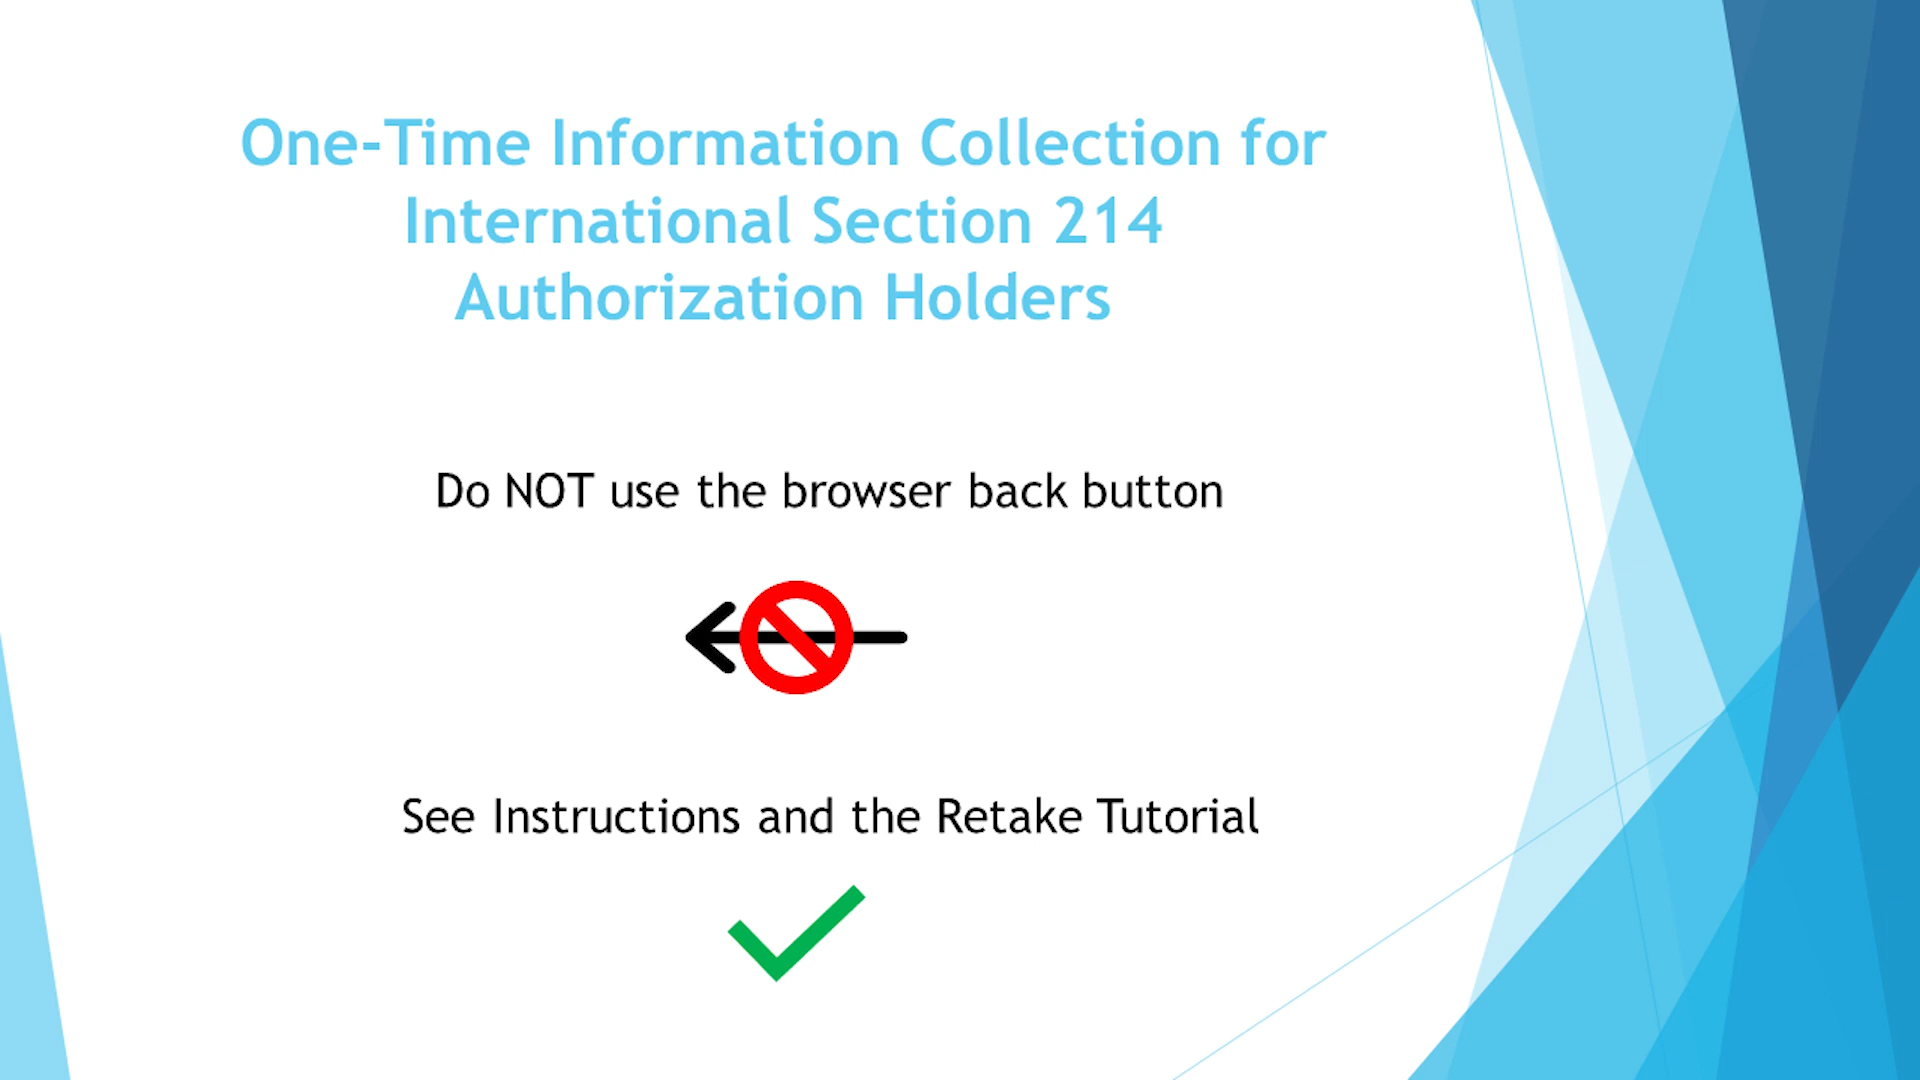 One-Time Information Collection for
International Section 214
Authorization Holders
Do NOT use the browser back button
See Instructions and the Retake Tutorial